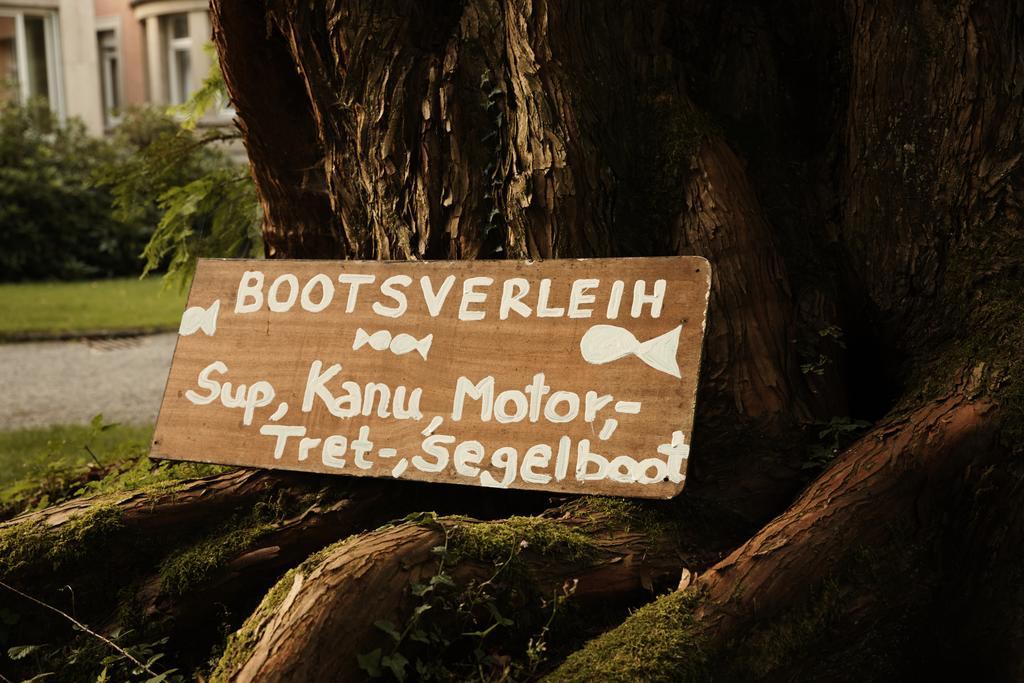 BOOTSVERLEIH
Sup, Kanu, Motor,-
Tret-, Segelboot